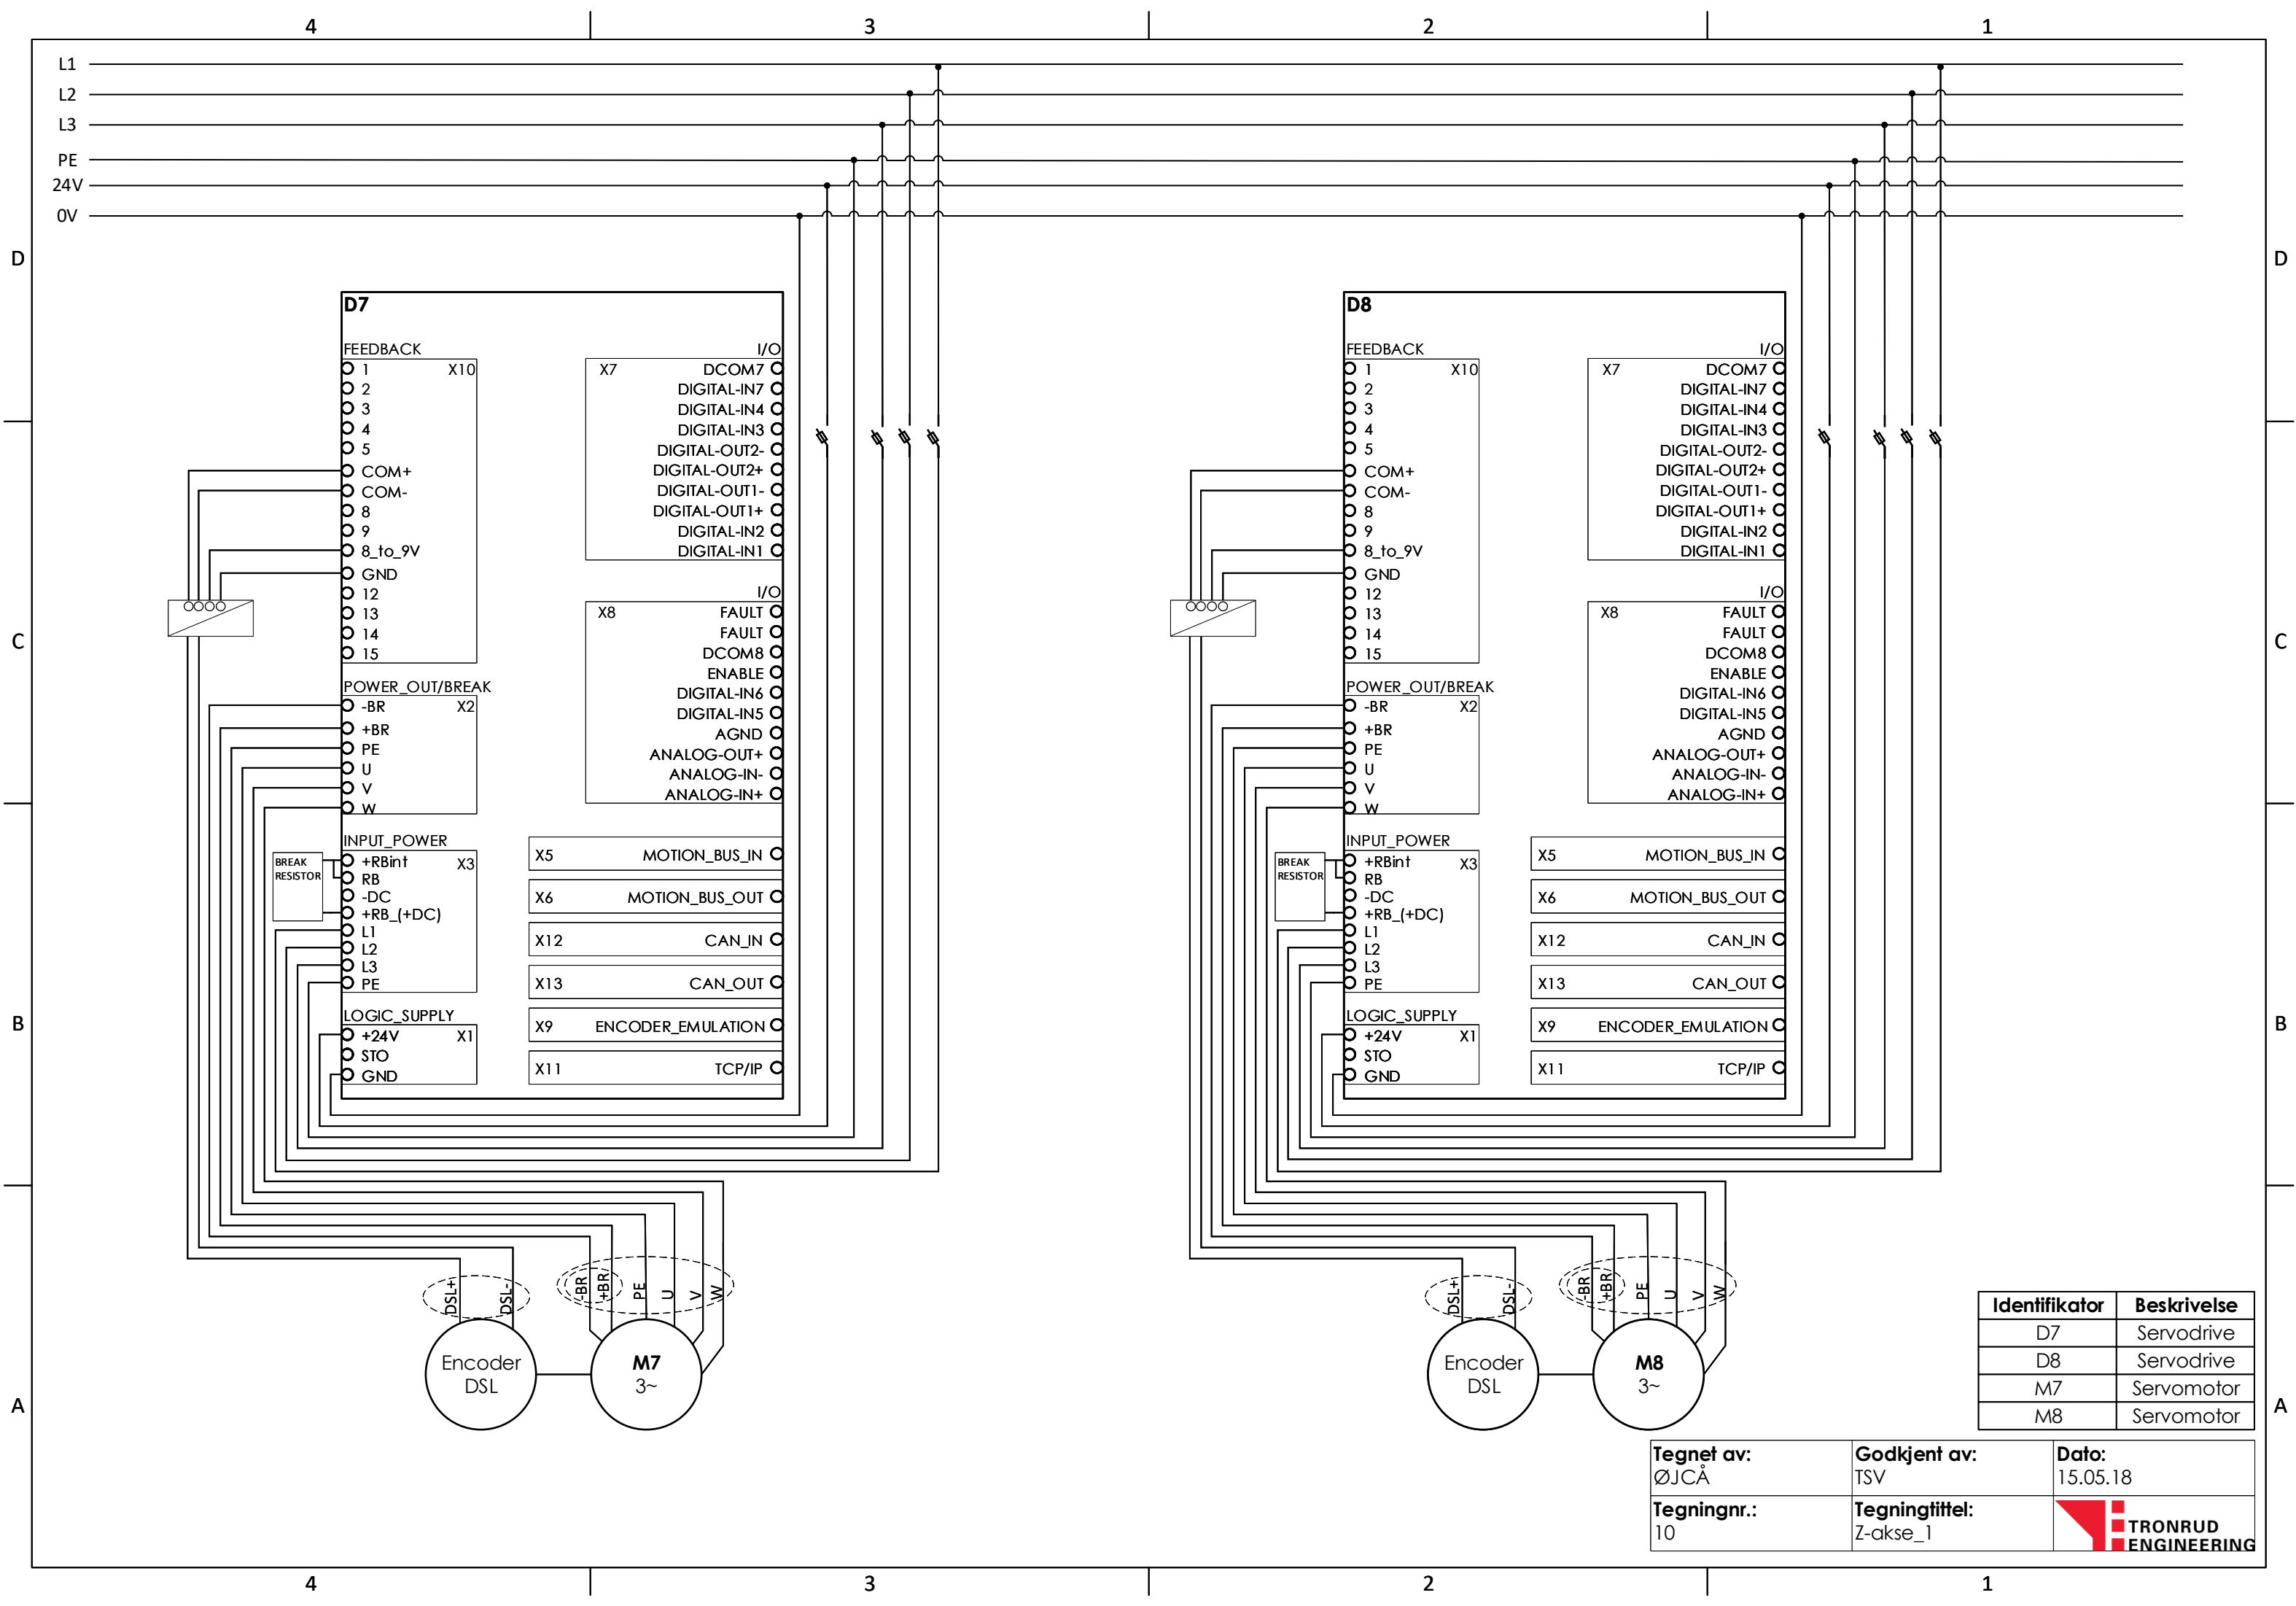 4 3 2 1
L1
L2
L3
PE
24V
0V
D
D
C
C
B
B
A
A
D7
FEEDBACK
X10
1
2
3
4
5
COM+
COM-
8
9
8_to_9V
GND
12
13
14
15
POWER_OUT/BREAK
X2
-BR
+BR
PE
U
V
W
INPUT_POWER
X3
+RBint
RB
-DC
+RB_(+DC)
L1
L2
L3
PE
BREAK
RESISTOR
LOGIC_SUPPLY
X1
+24V
STO
GND
I/O
X7
DCOM7
DIGITAL-IN7
DIGITAL-IN4
DIGITAL-IN3
DIGITAL-OUT2-
DIGITAL-OUT2+
DIGITAL-OUT1-
DIGITAL-OUT1+
DIGITAL-IN2
DIGITAL-IN1
I/O
X8
FAULT
FAULT
DCOM8
ENABLE
DIGITAL-IN6
DIGITAL-IN5
AGND
ANALOG-OUT+
ANALOG-IN-
ANALOG-IN+
X5 MOTION_BUS_IN
X6 MOTION_BUS_OUT
X12 CAN_IN
X13 CAN_OUT
X9 ENCODER_EMULATION
X11 TCP/IP
DSL+
DSL-
-BR
+BR
PE
U
V
W
Encoder
DSL
M7
3~
D8
FEEDBACK
X10
1
2
3
4
5
COM+
COM-
8
9
8_to_9V
GND
12
13
14
15
POWER_OUT/BREAK
X2
-BR
+BR
PE
U
V
W
INPUT_POWER
X3
+RBint
RB
-DC
+RB_(+DC)
L1
L2
L3
PE
BREAK
RESISTOR
LOGIC_SUPPLY
X1
+24V
STO
GND
I/O
X7
DCOM7
DIGITAL-IN7
DIGITAL-IN4
DIGITAL-IN3
DIGITAL-OUT2-
DIGITAL-OUT2+
DIGITAL-OUT1-
DIGITAL-OUT1+
DIGITAL-IN2
DIGITAL-IN1
I/O
X8
FAULT
FAULT
DCOM8
ENABLE
DIGITAL-IN6
DIGITAL-IN5
AGND
ANALOG-OUT+
ANALOG-IN-
ANALOG-IN+
X5 MOTION_BUS_IN
X6 MOTION_BUS_OUT
X12 CAN_IN
X13 CAN_OUT
X9 ENCODER_EMULATION
X11 TCP/IP
DSL+
DSL-
-BR
+BR
PE
U
V
W
Encoder
DSL
M8
3~
Identifikator Beskrivelse
D7 Servodrive
D8 Servodrive
M7 Servomotor
M8 Servomotor
Tegnet av: Godkjent av: Dato:
ØJCÅ TSV 15.05.18
Tegningnr.: Tegningtittel:
10 Z-akse_1
TRONRUD
ENGINEERING
4 3 2 1